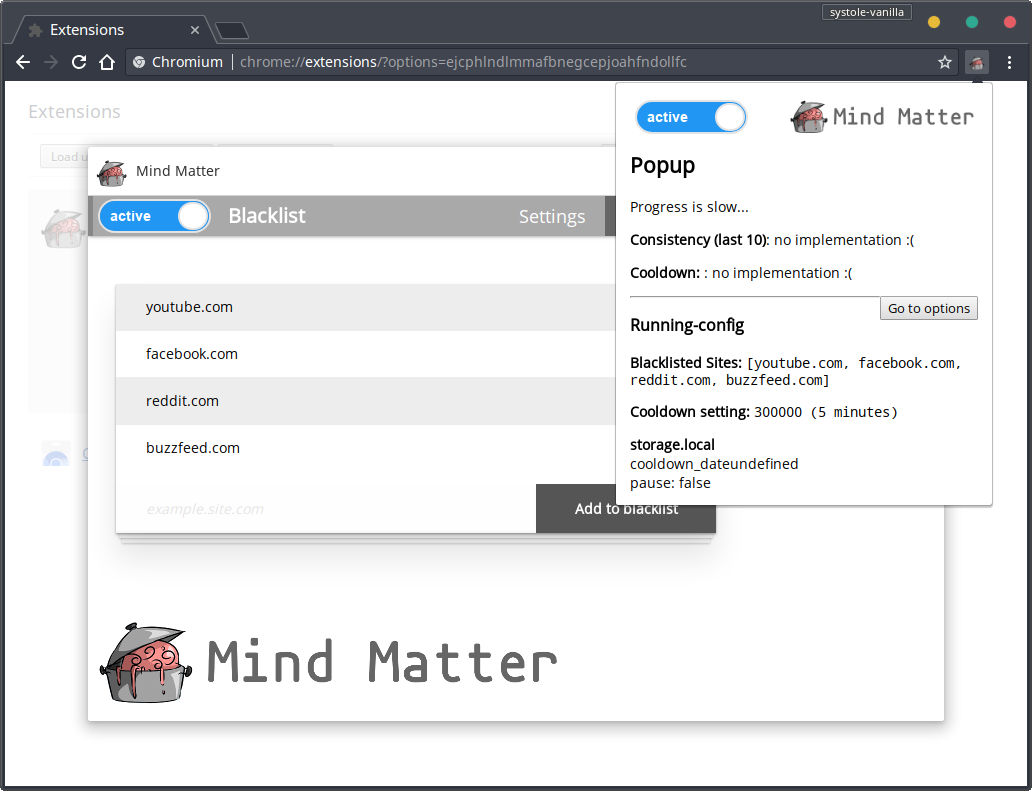 systole-vanilla
Extensions
Chromium
chrome://extensions/?options=ejcphlndlmmafbnegcepjoahfndollfc
Extensions
Load u
Mind Matter
active
Blacklist
Settings
youtube.com
facebook.com
reddit.com
buzzfeed.com
example.site.com
Add to blacklist
Mind Matter
active
Mind Matter
Popup
Progress is slow...
Consistency (last 10): no implementation :(
Cooldown: : no implementation :(
Go to options
Running-config
Blacklisted Sites: [youtube.com, facebook.com,
reddit.com, buzzfeed.com]
Cooldown setting: 300000 (5 minutes)
storage.local
cooldown_dateundefined
pause: false